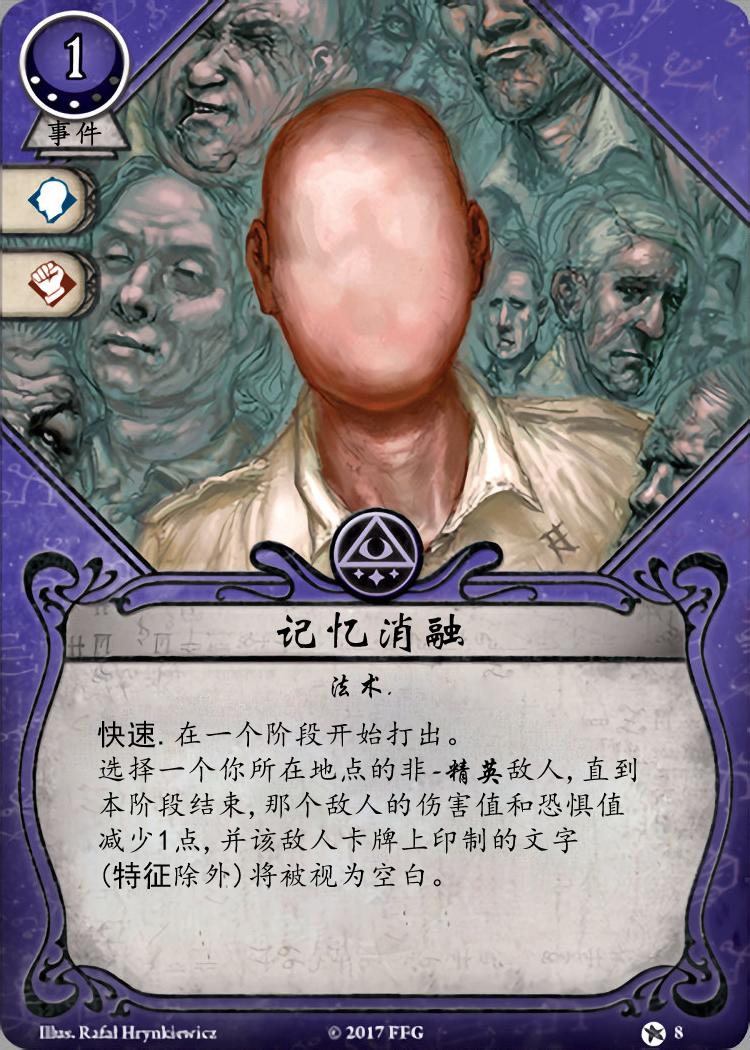 1
事件
记忆消融
法术.
快速. 在一个阶段开始打出。
选择一个你所在地点的非-精英敌人, 直到
本阶段结束, 那个敌人的伤害值和恐惧值
减少1点, 并该敌人卡牌上印制的文字
(特征除外) 将被视为空白。
Illus. Rafał Hrynkiewicz
© 2017 FFG
8